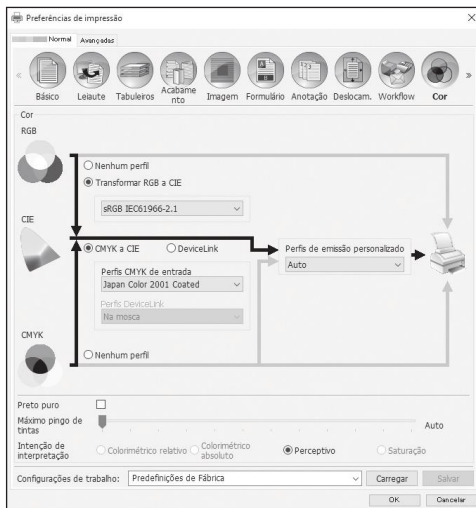 Preferências de impressão
Normal Avançadas
Básico Leiaute Tabuleiros Acabame nto Imagem Formulário Anotação Deslocam. Workflow Cor
Cor
RGB
Nenhum perfil
Transformar RGB a CIE
sRGB IEC61966-2.1
CIE
CMYK a CIE DeviceLink
Perfis de emissão personalizado
Auto
Perfis CMYK de entrada
Japan Color 2001 Coated
Perfis DeviceLink
Na mosca
CMYK
Nenhum perfil
Preto puro
Máximo pingo de tintas
Auto
Intenção de interpretação
Colorimétrico relativo Colorimétrico absoluto Perceptivo Saturação
Configurações de trabalho: Predefinições de Fábrica Carregar Salvar
OK Cancelar